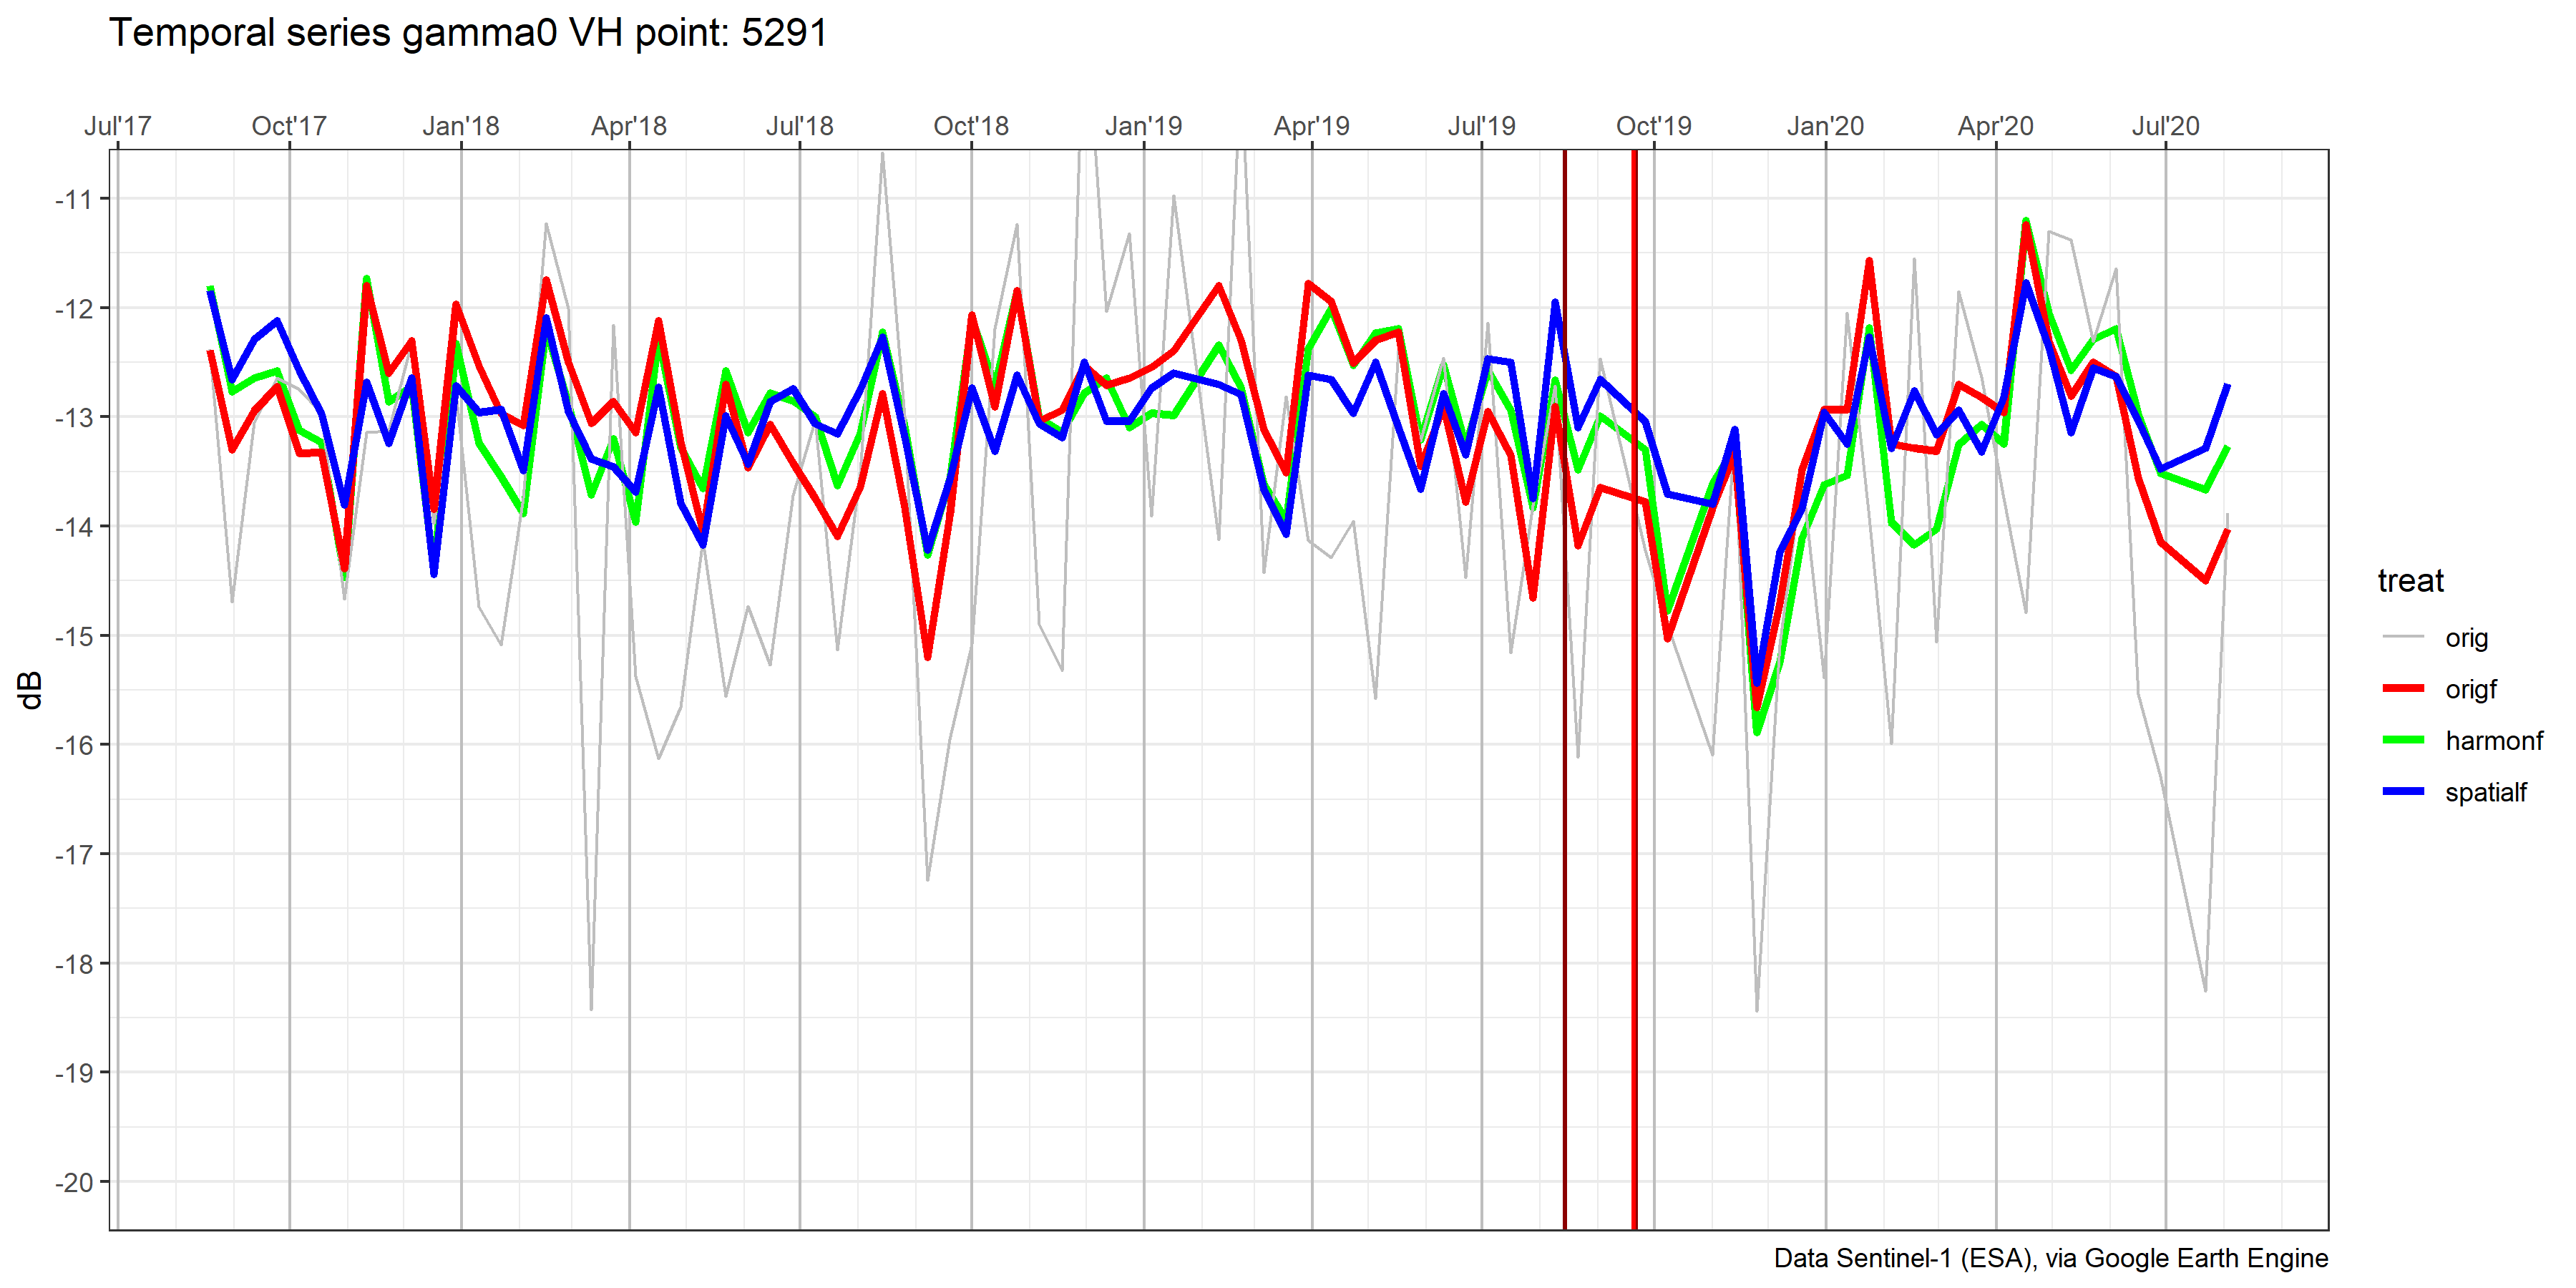 Temporal series gamma0 VH point: 5291
Jul'17 Oct'17 Jan'18 Apr'18 Jul'18 Oct'18 Jan'19 Apr'19 Jul'19 Oct'19 Jan'20 Apr'20 Jul'20
-11
-12
-13
-14
-15
-16
-17
-18
-19
-20
dB
treat
orig
origf
harmonf
spatialf
Data Sentinel-1 (ESA), via Google Earth Engine